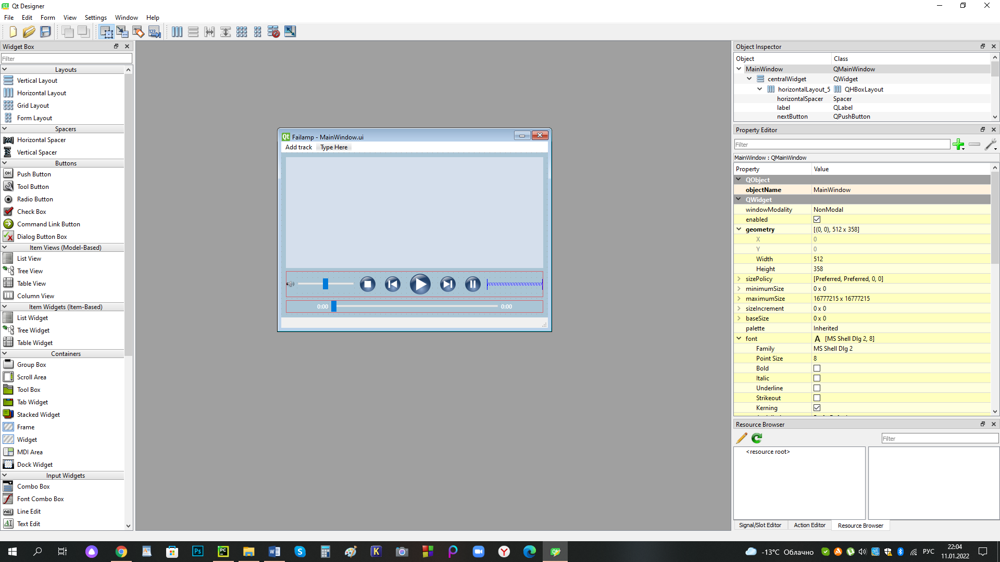 Qt Designer
File Edit Form View Settings Window Help
Widget Box
Filter
Layouts
Vertical Layout
Horizontal Layout
Grid Layout
Form Layout
Spacers
Horizontal Spacer
Vertical Spacer
Buttons
Push Button
Tool Button
Radio Button
Check Box
Command Link Button
Dialog Button Box
Item Views (Model-Based)
List View
Tree View
Table View
Column View
Item Widgets (Item-Based)
List Widget
Tree Widget
Table Widget
Containers
Group Box
Scroll Area
Tool Box
Tab Widget
Stacked Widget
Frame
Widget
MDI Area
Dock Widget
Input Widgets
Combo Box
Font Combo Box
Line Edit
Text Edit
Failamp - MainWindow.ui
Add track Type Here
0:00 0:00
Object Inspector
Object Class
MainWindow QMainWindow
centralWidget QWidget
horizontalLayout_5 QHBoxLayout
horizontalSpacer Spacer
label QLabel
nextButton QPushButton
Property Editor
Filter
MainWindow : QMainWindow
Property Value
QObject
objectName MainWindow
QWidget
windowModality NonModal
enabled
geometry [(0, 0), 512 x 358]
X 0
Y 0
Width 512
Height 358
sizePolicy [Preferred, Preferred, 0, 0]
minimumSize 0 x 0
maximumSize 16777215 x 16777215
sizeIncrement 0 x 0
baseSize 0 x 0
palette Inherited
font A [MS Shell Dlg 2, 8]
Family MS Shell Dlg 2
Point Size 8
Bold
Italic
Underline
Strikeout
Kerning
Resource Browser
Filter
<resource root>
Signal/Slot Editor Action Editor Resource Browser
-13°C Облачно
РУС
22:04
11.01.2022